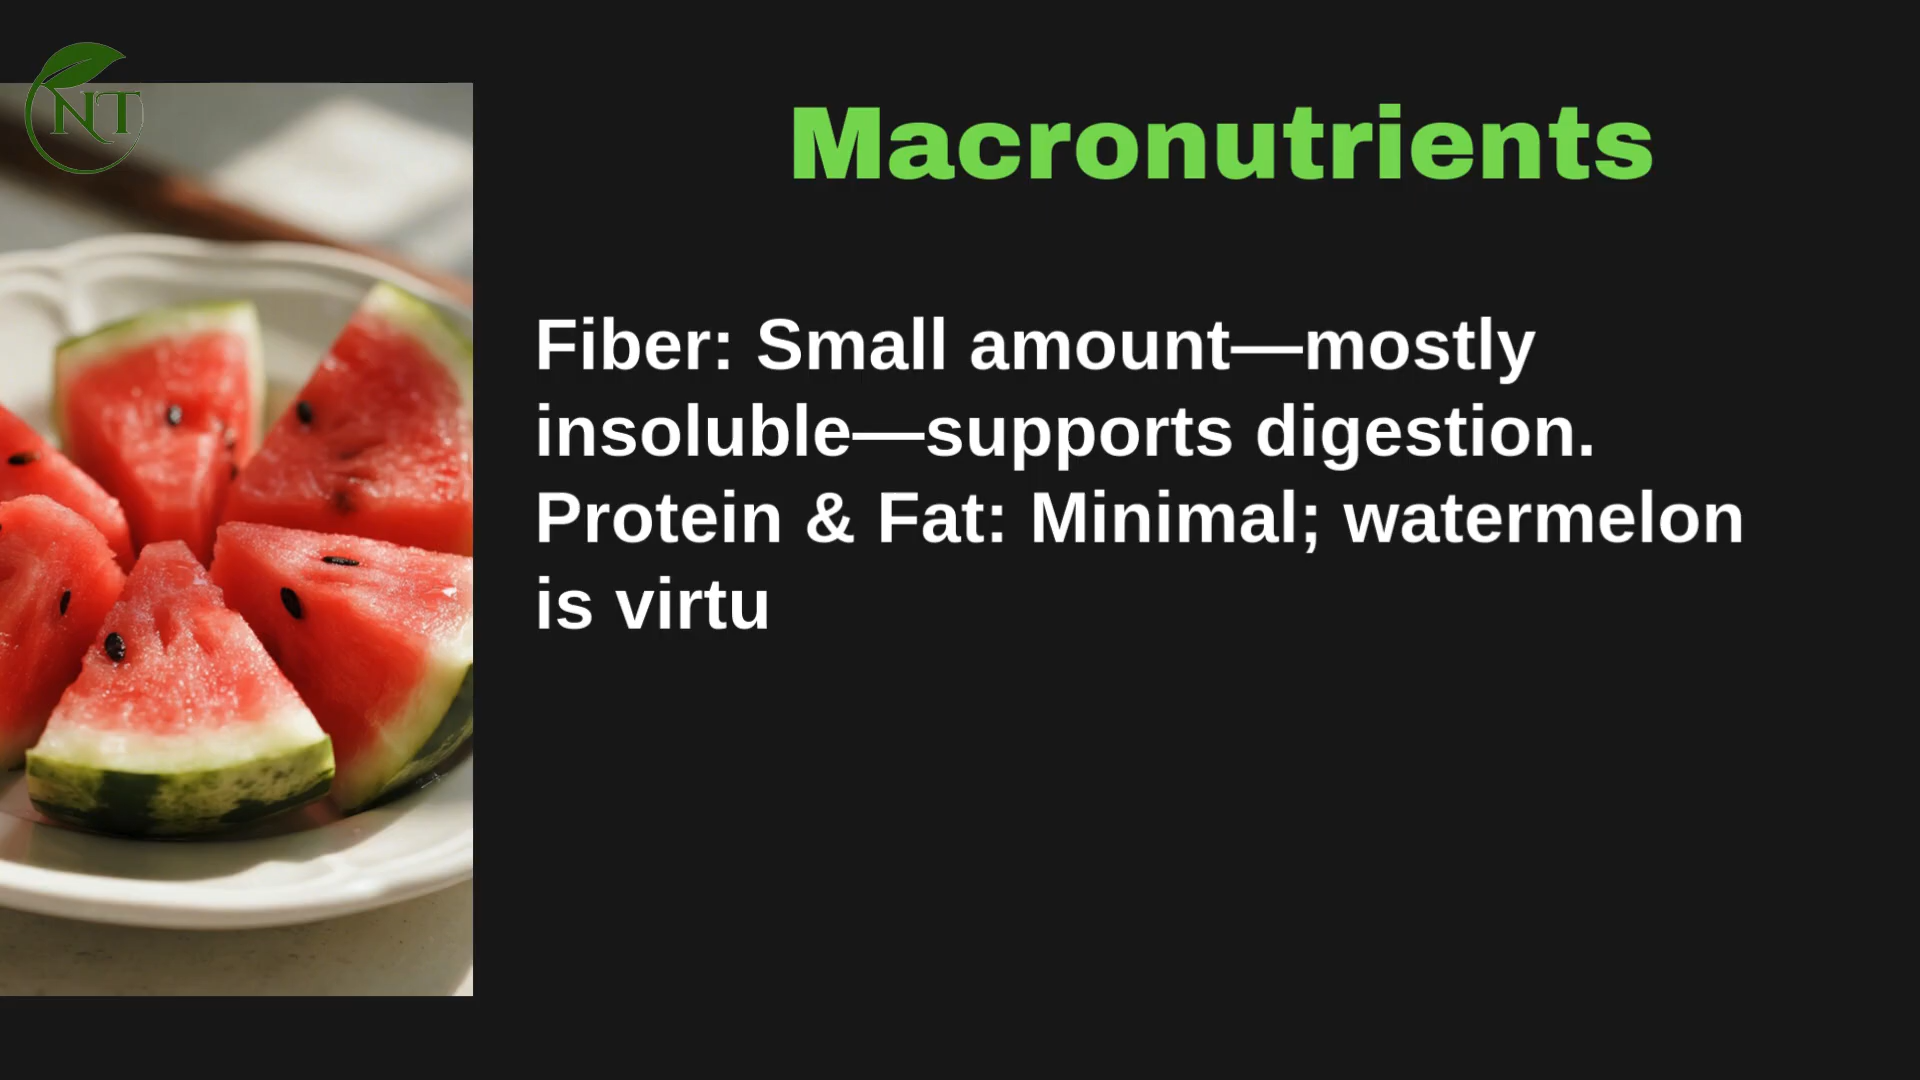 NT
Macronutrients
Fiber: Small amount—mostly
insoluble—supports digestion.
Protein & Fat: Minimal; watermelon
is virtu